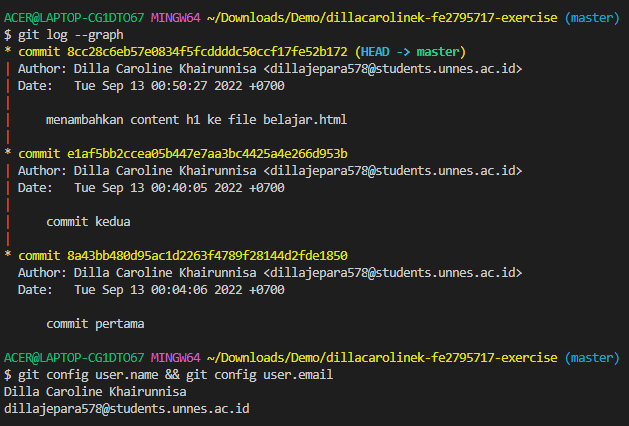 ACER@LAPTOP-CG1DTO67 MINGW64 ~/Downloads/Demo/dillacarolinek-fe2795717-exercise (master)
$ git log --graph
* commit 8cc28c6eb57e0834f5fcddddc50ccf17fe52b172 (HEAD -> master)
| Author: Dilla Caroline Khairunnisa <dillajepara578@students.unnes.ac.id>
| Date:   Tue Sep 13 00:50:27 2022 +0700
|
|     menambahkan content h1 ke file belajar.html
|
* commit e1af5bb2ccea05b447e7aa3bc4425a4e266d953b
| Author: Dilla Caroline Khairunnisa <dillajepara578@students.unnes.ac.id>
| Date:   Tue Sep 13 00:40:05 2022 +0700
|
|     commit kedua
|
* commit 8a43bb480d95ac1d2263f4789f28144d2fde1850
  Author: Dilla Caroline Khairunnisa <dillajepara578@students.unnes.ac.id>
  Date:   Tue Sep 13 00:04:06 2022 +0700
      commit pertama
ACER@LAPTOP-CG1DTO67 MINGW64 ~/Downloads/Demo/dillacarolinek-fe2795717-exercise (master)
$ git config user.name && git config user.email
Dilla Caroline Khairunnisa
dillajepara578@students.unnes.ac.id